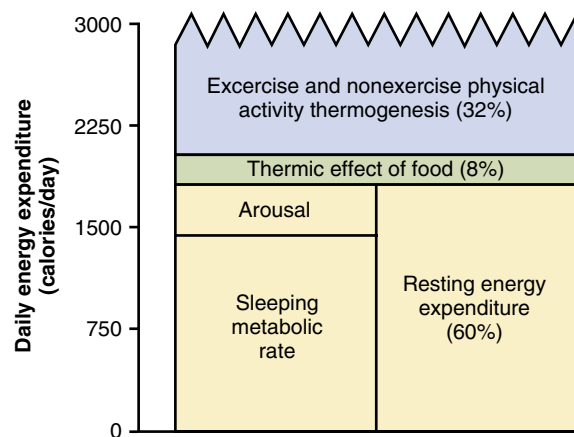 Daily energy expenditure
(calories/day)
3000
2250
1500
750
0
Excercise and nonexercise physical
activity thermogenesis (32%)
Thermic effect of food (8%)
Arousal
Sleeping
metabolic
rate
Resting energy
expenditure
(60%)